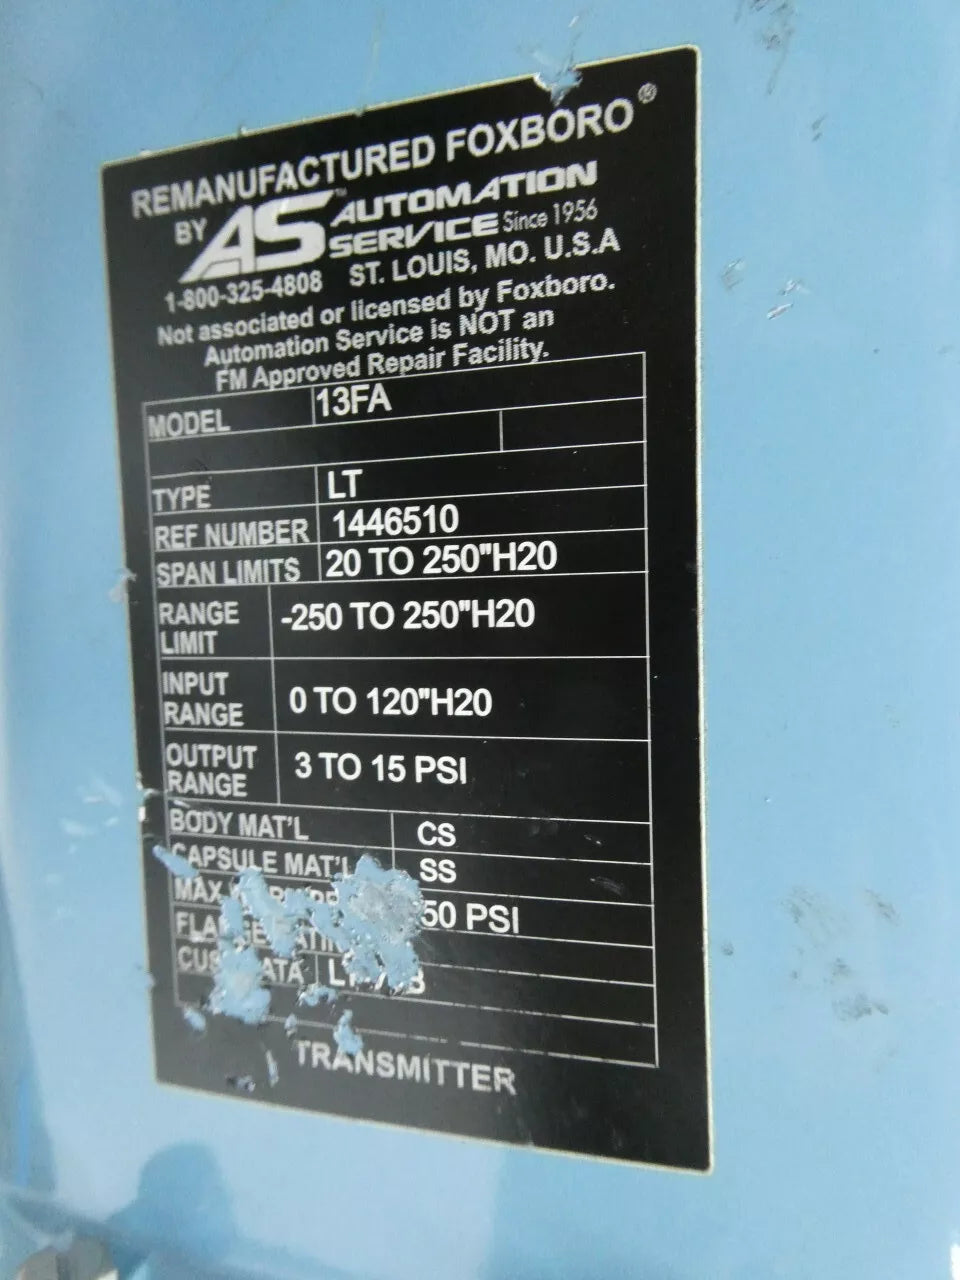 REMANUFACTURED FOXBORO®
BY AS™ AUTOMATION
SERVICE Since 1956
1-800-325-4808 ST. LOUIS, MO. U.S.A
Not associated or licensed by Foxboro.
Automation Service is NOT an
FM Approved Repair Facility.
MODEL 13FA
TYPE LT
REF NUMBER 1446510
SPAN LIMITS 20 TO 250"H20
RANGE
LIMIT -250 TO 250"H20
INPUT
RANGE 0 TO 120"H20
OUTPUT
RANGE 3 TO 15 PSI
BODY MAT'L CS
CAPSULE MAT'L SS
MAX PSI
TRANSMITTER